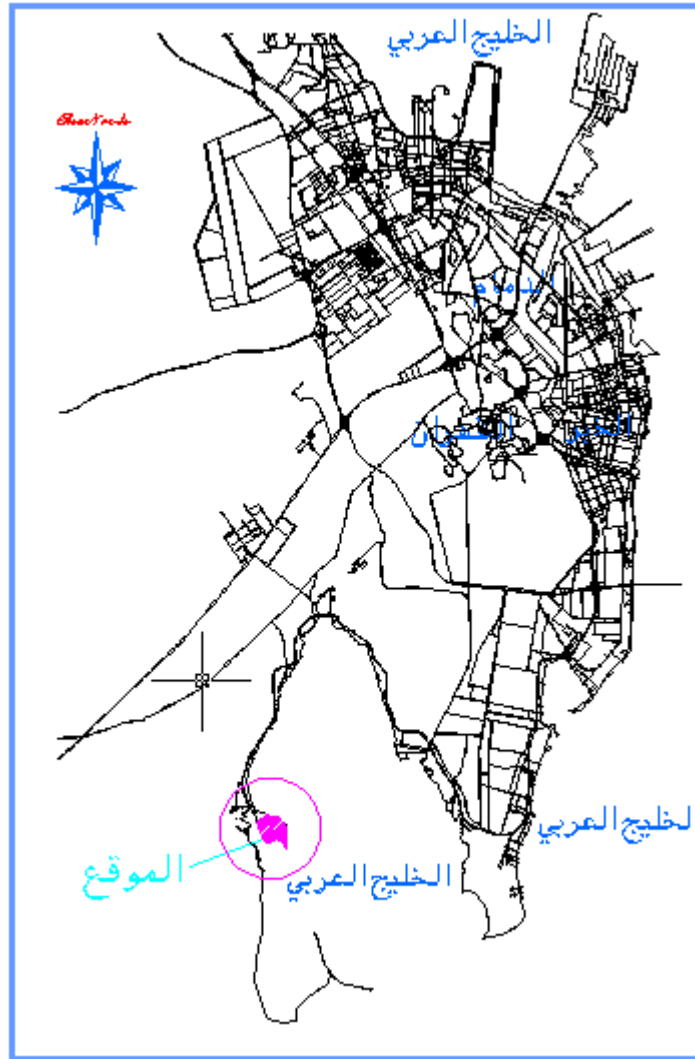 الخليج العربي
الدمام
الظهران
الخبر
لخليج العربي
الموقع
الخليج العربي